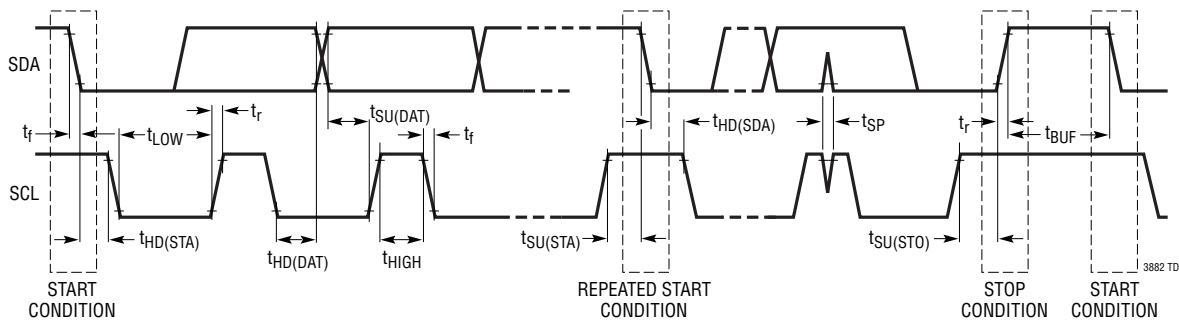 SDA
t_f
t_LOW
t_r
t_SU(DAT)
t_f
t_HD(SDA)
t_SP
t_r
t_BUF
SCL
t_HD(STA)
t_HD(DAT)
t_HIGH
t_SU(STA)
t_SU(STO)
3882 TD
START
CONDITION
REPEATED START
CONDITION
STOP
CONDITION
START
CONDITION